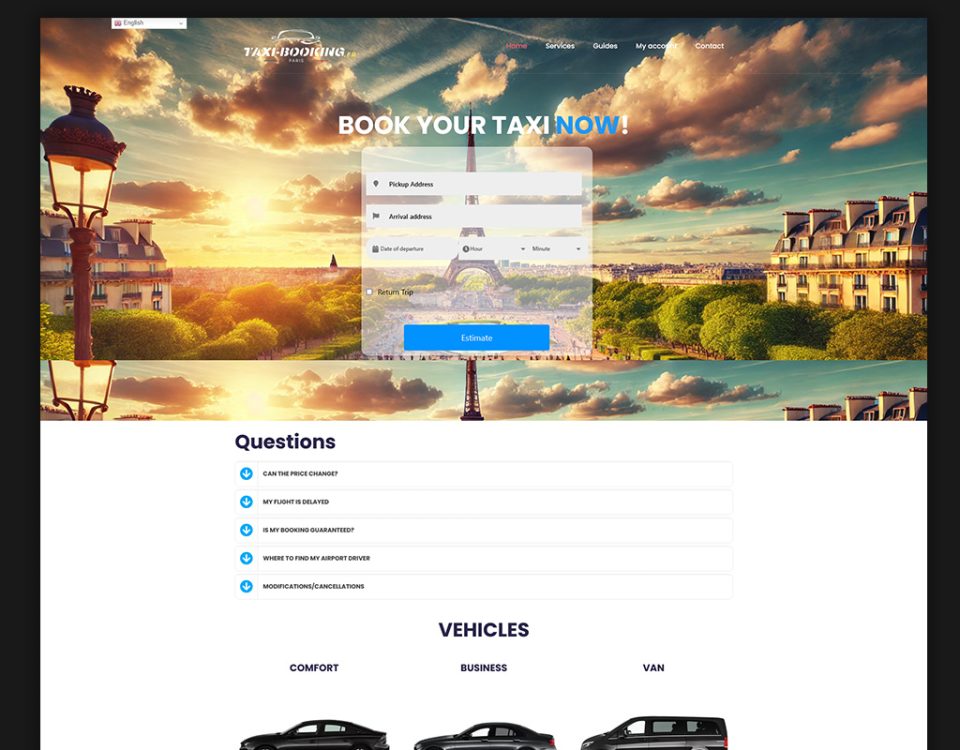 English
TAXI-BOOKING.FR
PARIS
Home Services Guides My account Contact
BOOK YOUR TAXI NOW!
Pickup Address
Arrival address
Date of departure Hour Minute
Return Trip
Estimate
Questions
CAN THE PRICE CHANGE?
MY FLIGHT IS DELAYED
IS MY BOOKING GUARANTEED?
WHERE TO FIND MY AIRPORT DRIVER
MODIFICATIONS/CANCELLATIONS
VEHICLES
COMFORT BUSINESS VAN